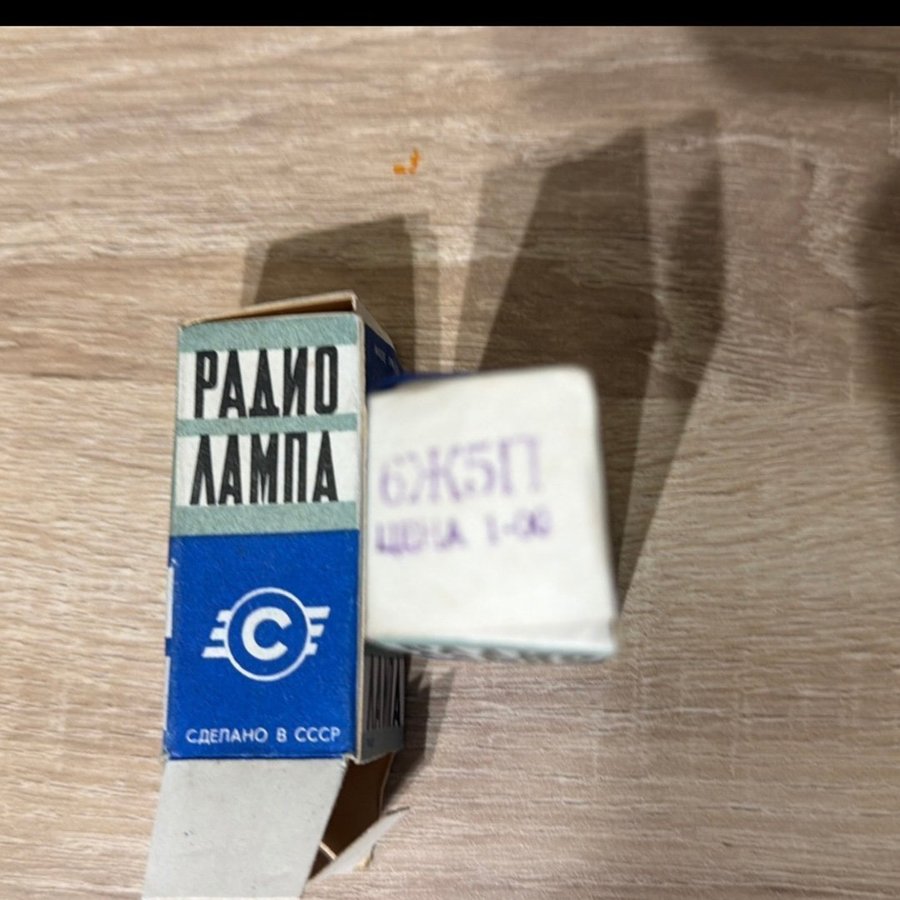 РАДИО
ЛАМПА
С
СДЕЛАНО В СССР
6Ж5П
ЦЕНА 1-00